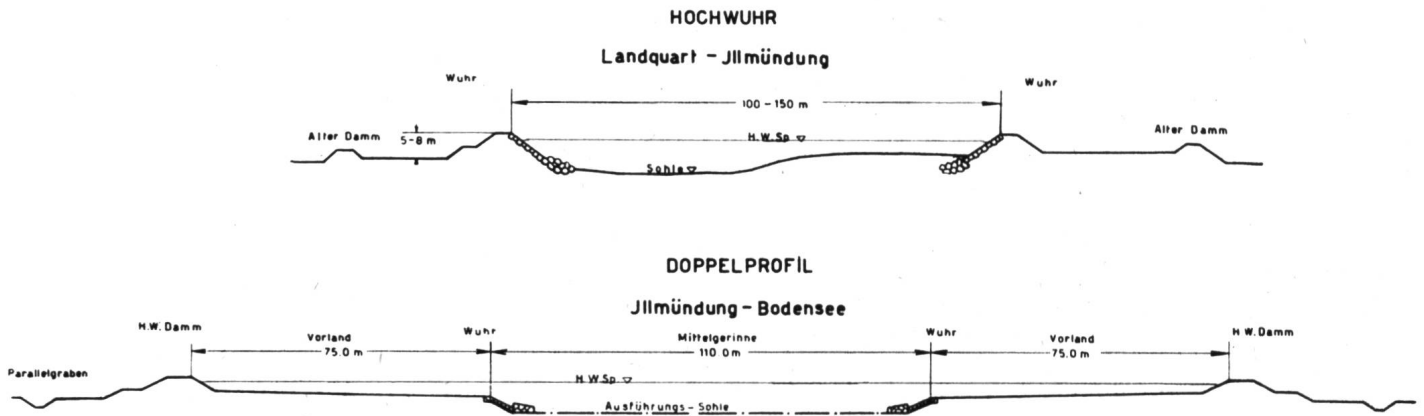 HOCHWUHR
Landquart – Jllmündung
Wuhr
Wuhr
100 – 150 m
Alter Damm
5-8 m
H.W.Sp.
Alter Damm
Sohle
DOPPELPROFIL
Jllmündung – Bodensee
H.W. Damm
Vorland
Wuhr
Mittelgerinne
Wuhr
Vorland
H.W. Damm
75.0 m
110.0m
75.0 m
Parallelgraben
H.W.Sp.
Ausführungs - Sohle